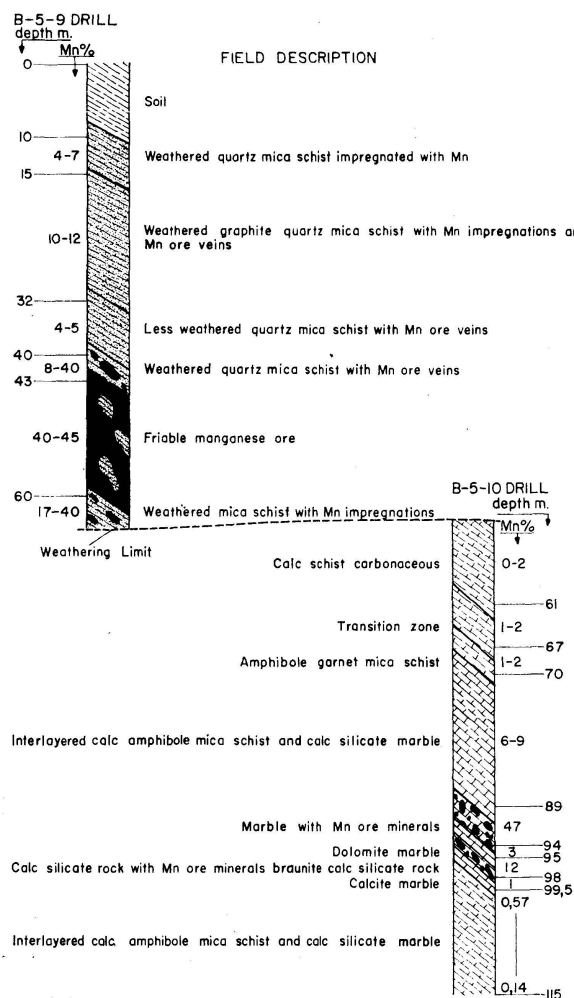 B-5-9 DRILL
depth m.
Mn%
FIELD DESCRIPTION
0
Soil
10
4-7 Weathered quartz mica schist impregnated with Mn
15
10-12 Weathered graphite quartz mica schist with Mn impregnations a
Mn ore veins
32
4-5 Less weathered quartz mica schist with Mn ore veins
40
8-40 Weathered quartz mica schist with Mn ore veins
43
40-45 Friable manganese ore
60
17-40 Weathered mica schist with Mn impregnations
Weathering Limit
B-5-10 DRILL
depth m.
Mn%
Calc schist carbonaceous 0-2
61
Transition zone 1-2
67
Amphibole garnet mica schist 1-2
70
Interlayered calc amphibole mica schist and calc silicate marble 6-9
89
Marble with Mn ore minerals 47
94
Dolomite marble 3
95
Calc silicate rock with Mn ore minerals braunite calc silicate rock 12
98
Calcite marble 1
99,5
0,57
Interlayered calc. amphibole mica schist and calc silicate marble
0,14
115